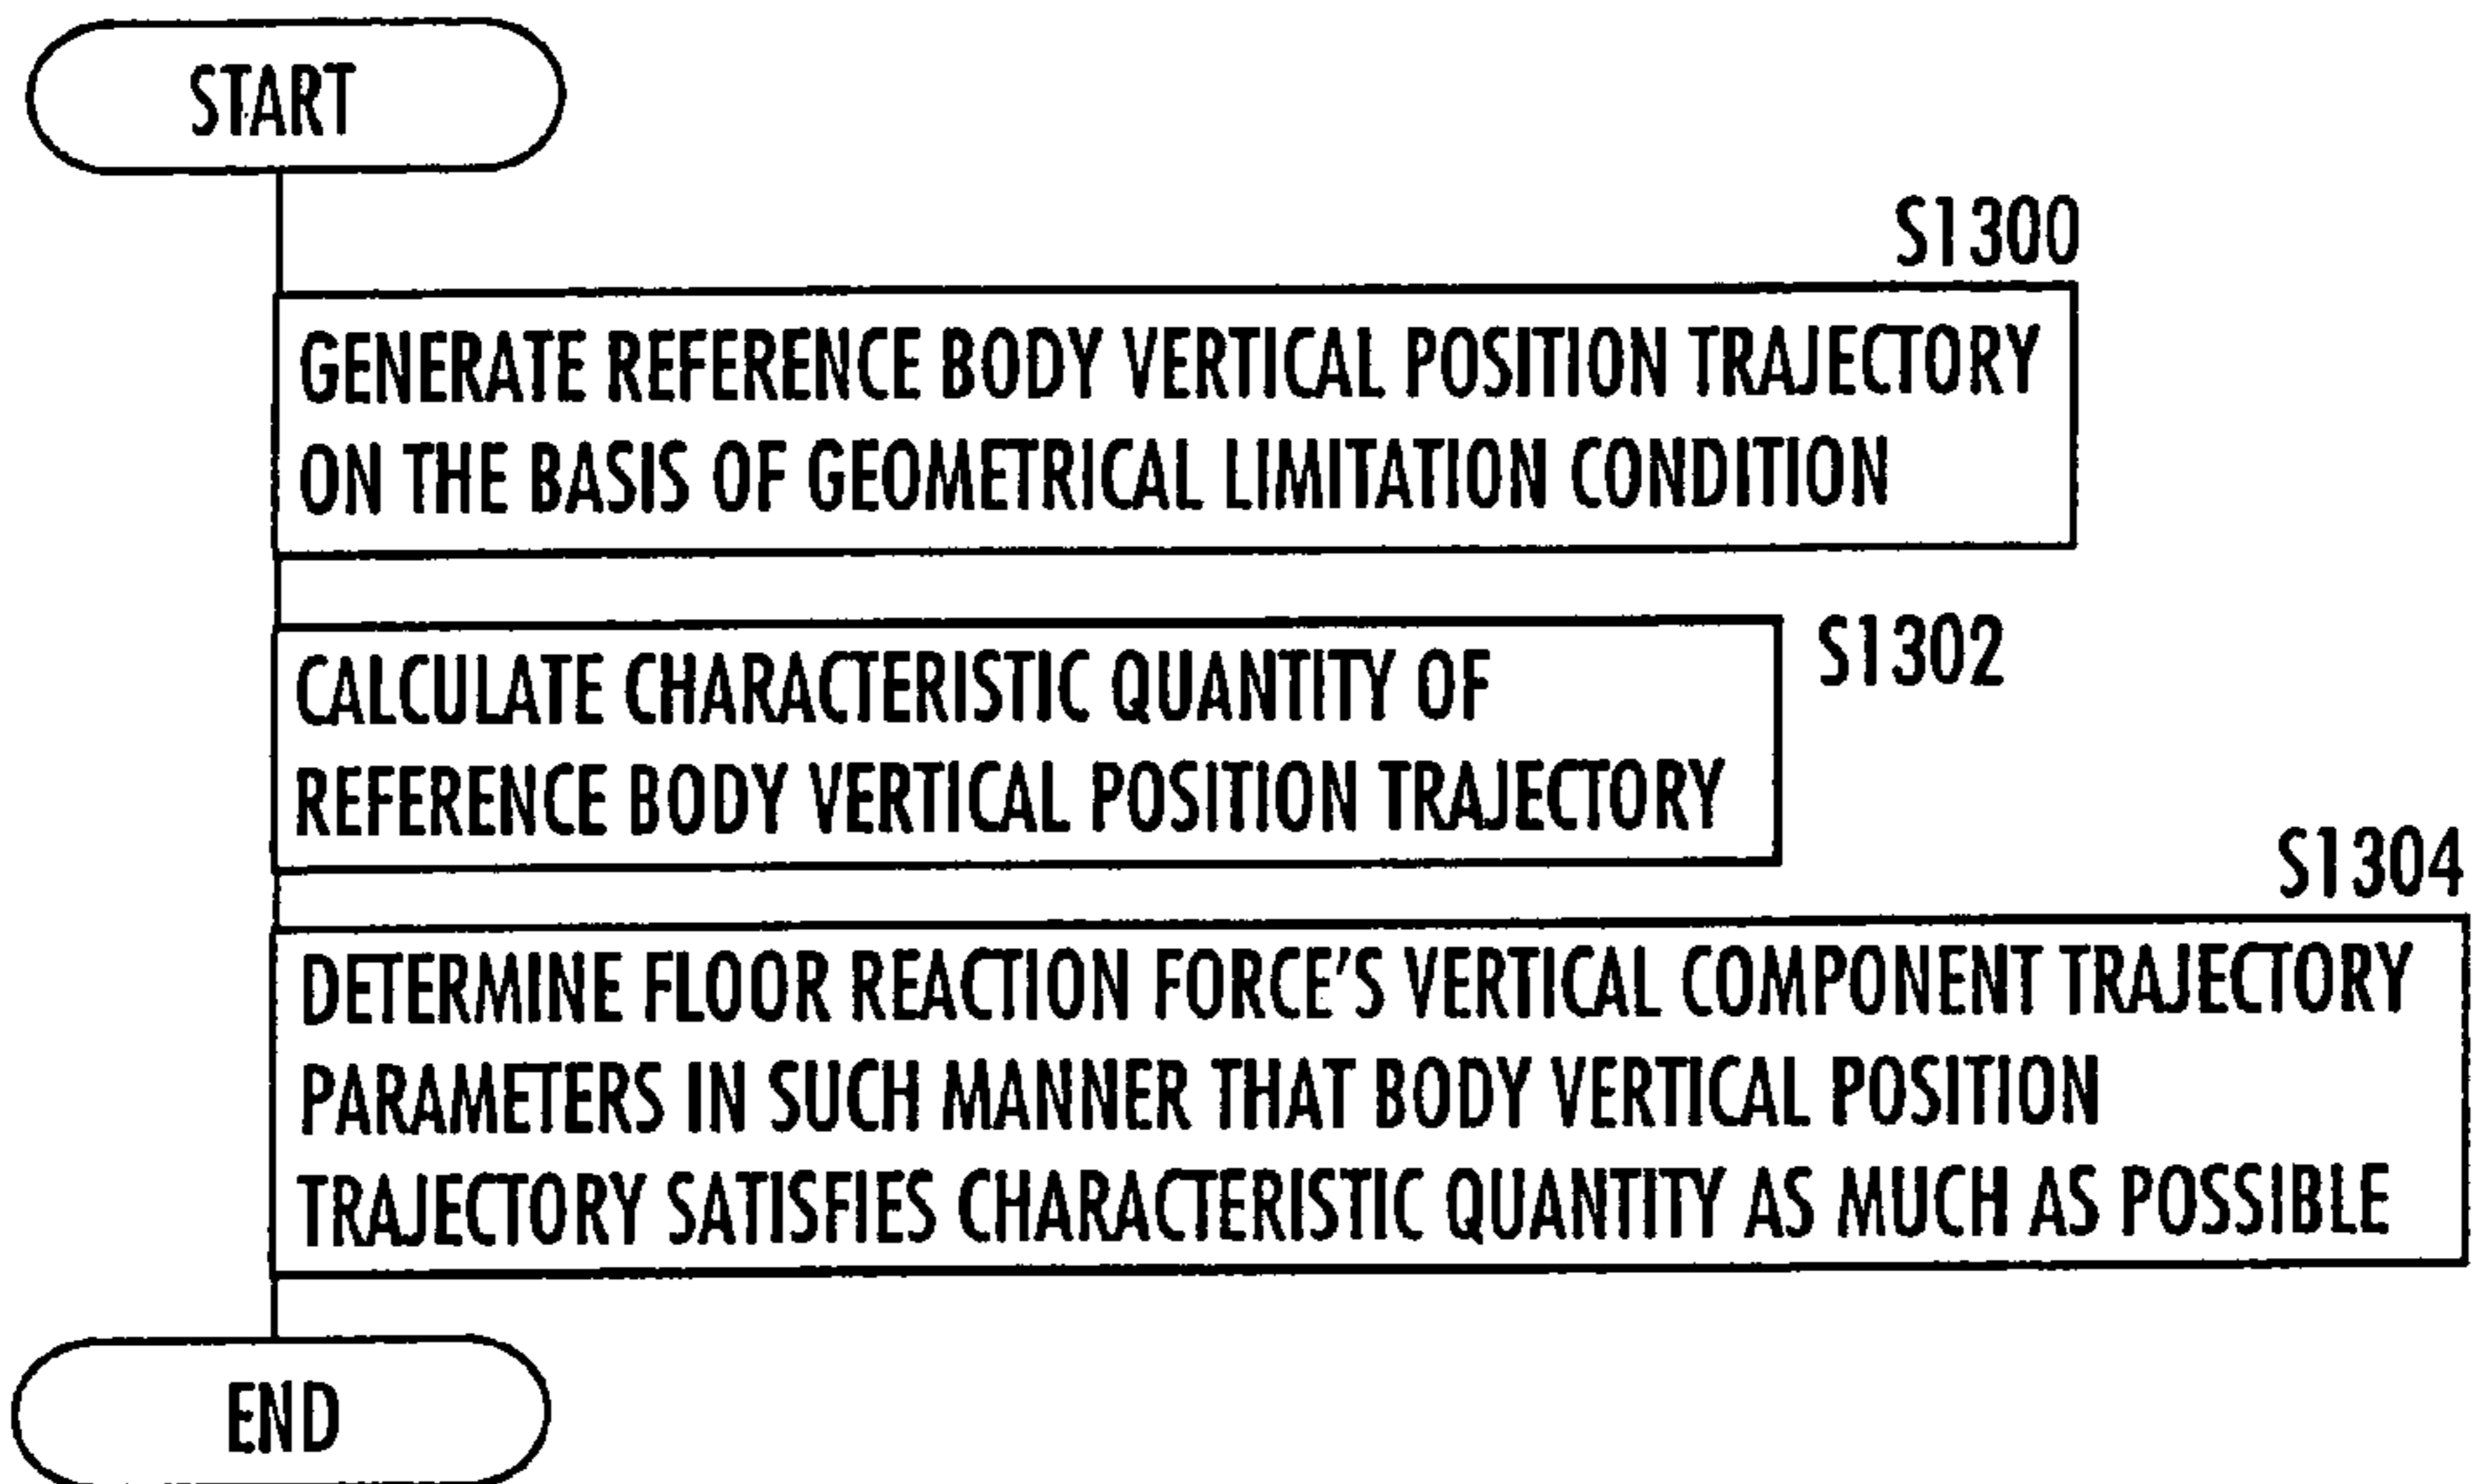 START
S1300
GENERATE REFERENCE BODY VERTICAL POSITION TRAJECTORY
ON THE BASIS OF GEOMETRICAL LIMITATION CONDITION
S1302
CALCULATE CHARACTERISTIC QUANTITY OF
REFERENCE BODY VERTICAL POSITION TRAJECTORY
S1304
DETERMINE FLOOR REACTION FORCE'S VERTICAL COMPONENT TRAJECTORY
PARAMETERS IN SUCH MANNER THAT BODY VERTICAL POSITION
TRAJECTORY SATISFIES CHARACTERISTIC QUANTITY AS MUCH AS POSSIBLE
END